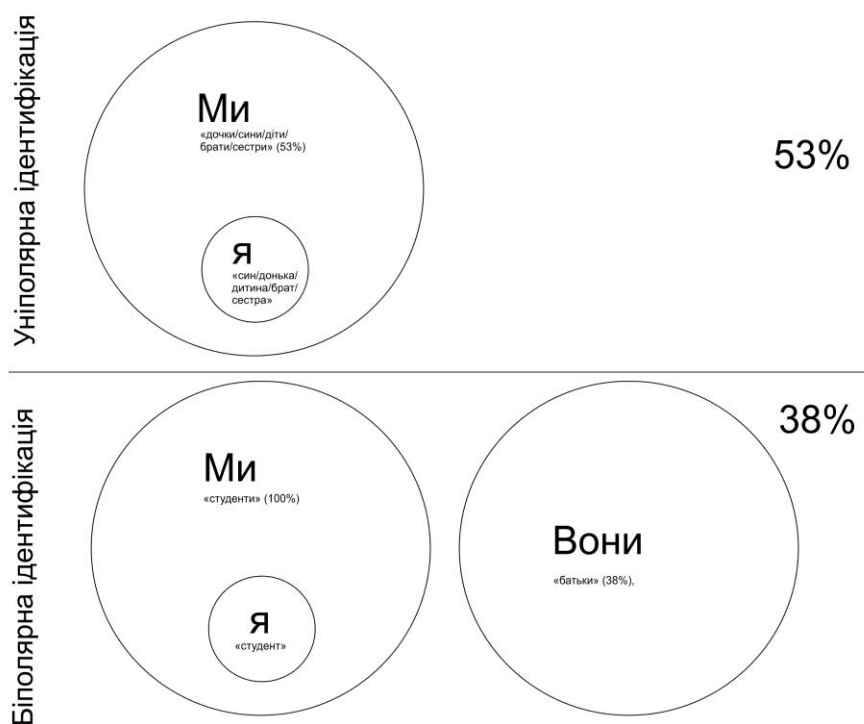 Уніполярна ідентифікація
Ми
«дочки/сини/діти/
брати/сестри» (53%)
я
«син/донька/
дитина/брат/
сестра»
53%
Біполярна ідентифікація
Ми
«студенти» (100%)
я
«студент»
Вони
«батьки» (38%),
38%